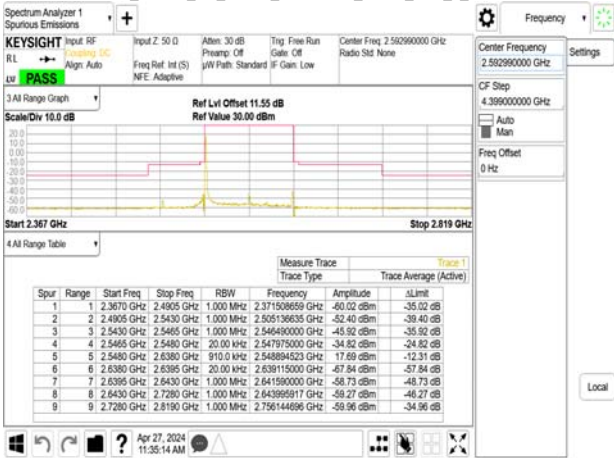 Spectrum Analyzer 1
Spurious Emissions
Frequency
Settings
KEYSIGHT
Input: RF
Coupling: DC
Align: Auto
Input Z: 50 Ω
Freq Ref: Int (S)
NFE: Adaptive
Atten: 30 dB
Preamp: Off
µW Path: Standard
Trig: Free Run
Gate: Off
IF Gain: Low
Center Freq: 2.592990000 GHz
Radio Std: None
RL
PASS
Center Frequency
2.592990000 GHz
CF Step
4.399000000 GHz
Auto
Man
Freq Offset
0 Hz
Local
3 All Range Graph
Scale/Div 10.0 dB
Ref Lvl Offset 11.55 dB
Ref Value 30.00 dBm
20.0
10.0
0.00
-10.0
-20.0
-30.0
-40.0
-50.0
-60.0
Start 2.367 GHz
Stop 2.819 GHz
4 All Range Table
Measure Trace Trace 1
Trace Type Trace Average (Active)
Spur Range Start Freq Stop Freq RBW Frequency Amplitude ΔLimit
1 1 2.3670 GHz 2.4905 GHz 1.000 MHz 2.371508659 GHz -60.02 dBm -35.02 dB
2 2 2.4905 GHz 2.5430 GHz 1.000 MHz 2.505136635 GHz -52.40 dBm -39.40 dB
3 3 2.5430 GHz 2.5465 GHz 1.000 MHz 2.546490000 GHz -45.92 dBm -35.92 dB
4 4 2.5465 GHz 2.5480 GHz 20.00 kHz 2.547975000 GHz -34.82 dBm -24.82 dB
5 5 2.5480 GHz 2.6380 GHz 910.0 kHz 2.548894523 GHz 17.69 dBm -12.31 dB
6 6 2.6380 GHz 2.6395 GHz 20.00 kHz 2.639115000 GHz -67.84 dBm -57.84 dB
7 7 2.6395 GHz 2.6430 GHz 1.000 MHz 2.641590000 GHz -58.73 dBm -48.73 dB
8 8 2.6430 GHz 2.7280 GHz 1.000 MHz 2.643995917 GHz -59.27 dBm -46.27 dB
9 9 2.7280 GHz 2.8190 GHz 1.000 MHz 2.756144696 GHz -59.96 dBm -34.96 dB
Apr 27, 2024
11:35:14 AM